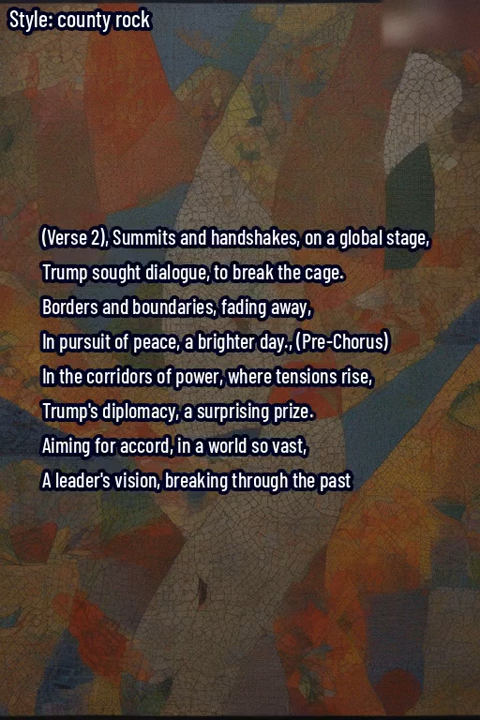 Style: county rock
(Verse 2), Summits and handshakes, on a global stage,
Trump sought dialogue, to break the cage.
Borders and boundaries, fading away,
In pursuit of peace, a brighter day., (Pre-Chorus)
In the corridors of power, where tensions rise,
Trump's diplomacy, a surprising prize.
Aiming for accord, in a world so vast,
A leader's vision, breaking through the past